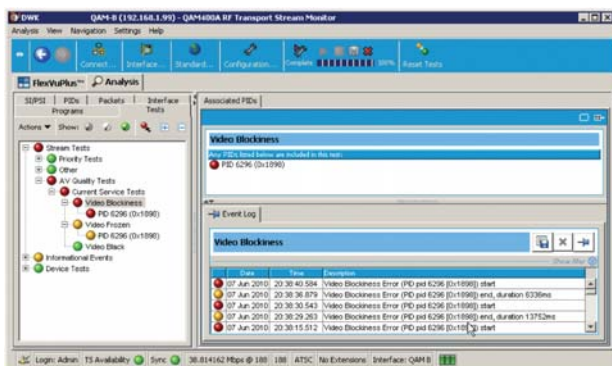 DWK QAM-B (192.168.1.99) - QAM400A RF Transport Stream Monitor
Analysis View Navigation Settings Help
Connect... Interface... Standard... Configuration... Complete 100% Reset Tests
FlexVuPlus™ Analysis
SI/PSI PIDs Packets Interface
Programs Tests
Actions Show:
Stream Tests
Priority Tests
Other
AV Quality Tests
Current Service Tests
Video Blockiness
PID 6296 (0x1898)
Video Frozen
PID 6296 (0x1898)
Video Black
Informational Events
Device Tests
Associated PIDs
Video Blockiness
Any PIDs listed below are included in this test:
PID 6296 (0x1898)
Event Log
Video Blockiness
Show filter
Date Time Description
07 Jun 2010 20:38:40.584 Video Blockiness Error (PID pid 6296 [0x1898]) start
07 Jun 2010 20:38:36.879 Video Blockiness Error (PID pid 6296 [0x1898]) end, duration 6336ms
07 Jun 2010 20:38:30.543 Video Blockiness Error (PID pid 6296 [0x1898]) start
07 Jun 2010 20:38:29.263 Video Blockiness Error (PID pid 6296 [0x1898]) end, duration 13752ms
07 Jun 2010 20:38:15.512 Video Blockiness Error (PID pid 6296 [0x1898]) start
Login: Admin TS Availability Sync 38.814162 Mbps @ 188 188 ATSC No Extensions Interface: QAM B